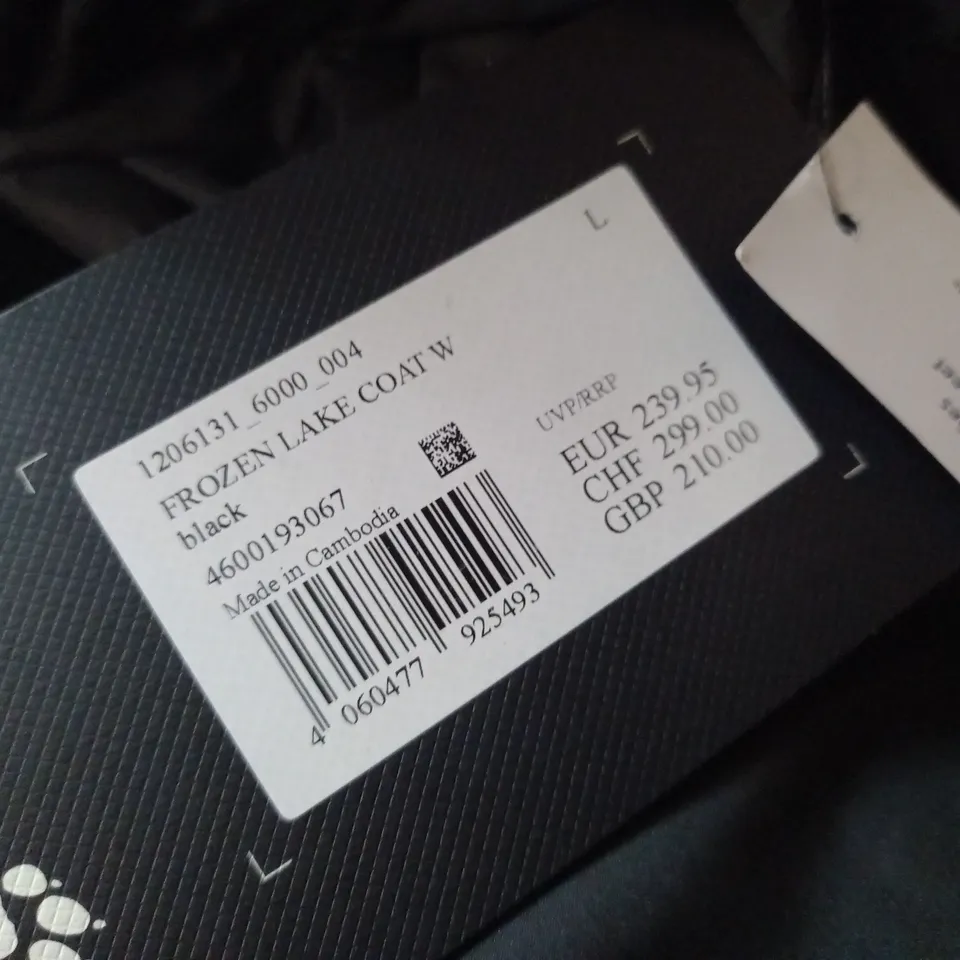 L
1206131_6000_004
FROZEN LAKE COAT W
black
4600193067
Made in Cambodia
4 060477 925493
UVP/RRP
EUR 239.95
CHF 299.00
GBP 210.00